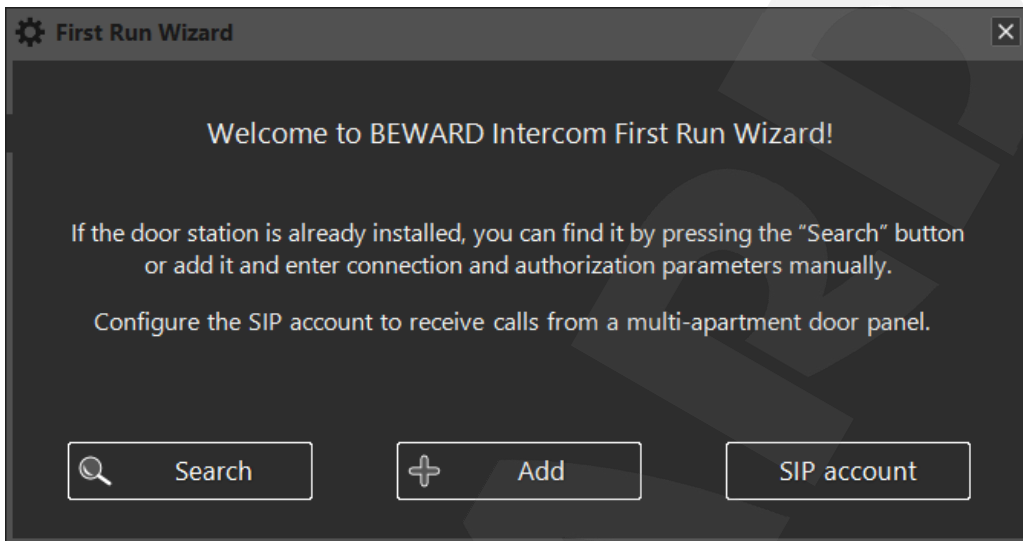 First Run Wizard
Welcome to BEWARD Intercom First Run Wizard!
If the door station is already installed, you can find it by pressing the “Search” button
or add it and enter connection and authorization parameters manually.
Configure the SIP account to receive calls from a multi-apartment door panel.
Search
Add
SIP account